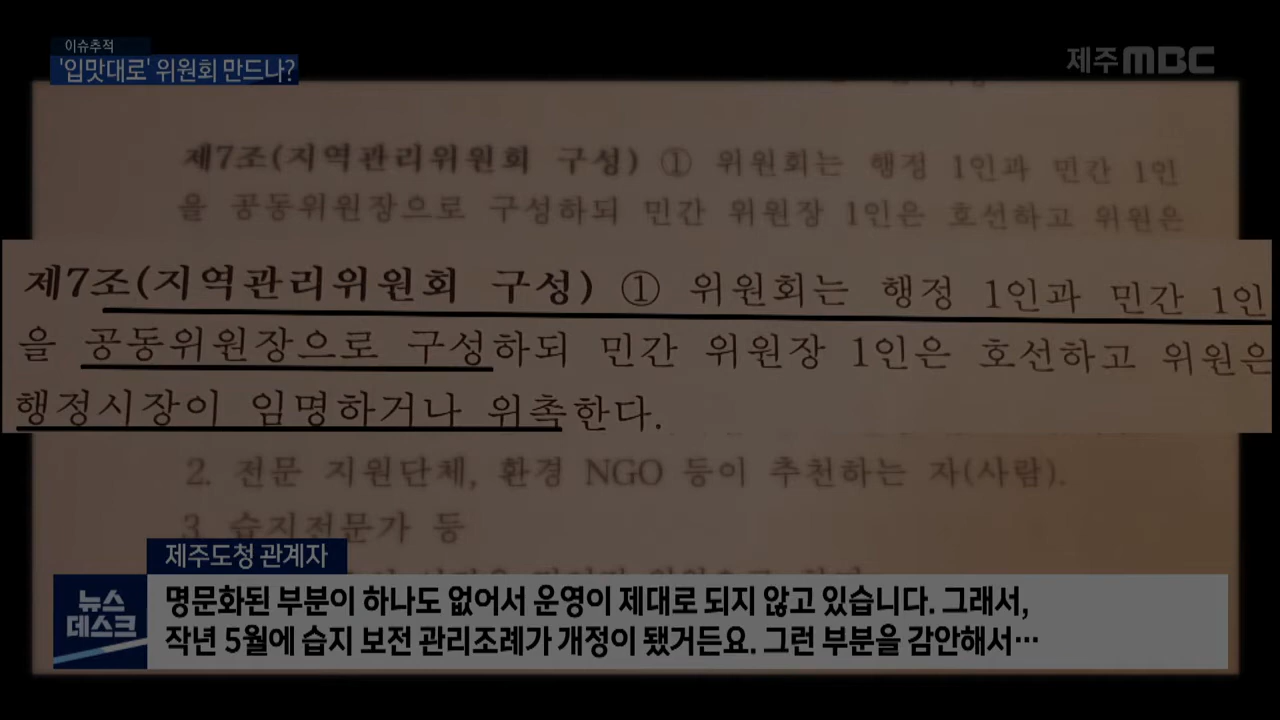 이슈추적
'입맛대로' 위원회 만드나?
제주MBC
제7조(지역관리위원회 구성) ① 위원회는 행정 1인과 민간 1인
을 공동위원장으로 구성하되 민간 위원장 1인은 호선하고 위원은
제7조(지역관리위원회 구성) ① 위원회는 행정 1인과 민간 1인
을 공동위원장으로 구성하되 민간 위원장 1인은 호선하고 위원은
행정시장이 임명하거나 위촉한다.
2. 전문 지원단체, 환경 NGO 등이 추천하는 자(사람).
3 습지전문가 등
제주도청 관계자
뉴스
데스크
명문화된 부분이 하나도 없어서 운영이 제대로 되지 않고 있습니다. 그래서,
작년 5월에 습지 보전 관리조례가 개정이 됐거든요. 그런 부분을 감안해서…